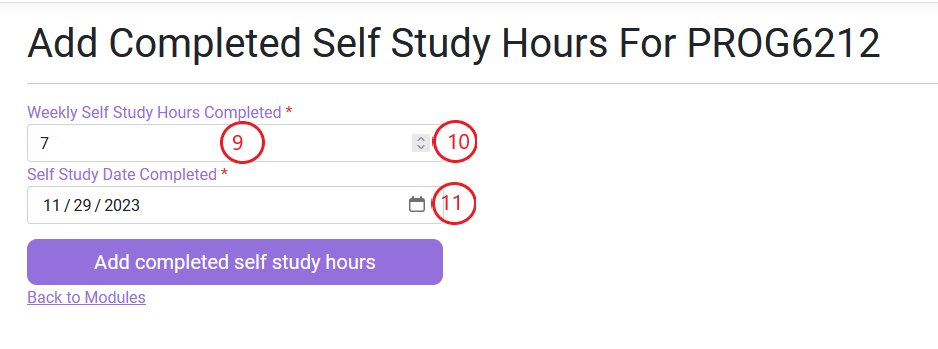 Add Completed Self Study Hours For PROG6212
Weekly Self Study Hours Completed *
7 9 10
Self Study Date Completed *
11 / 29 / 2023 11
Add completed self study hours
Back to Modules